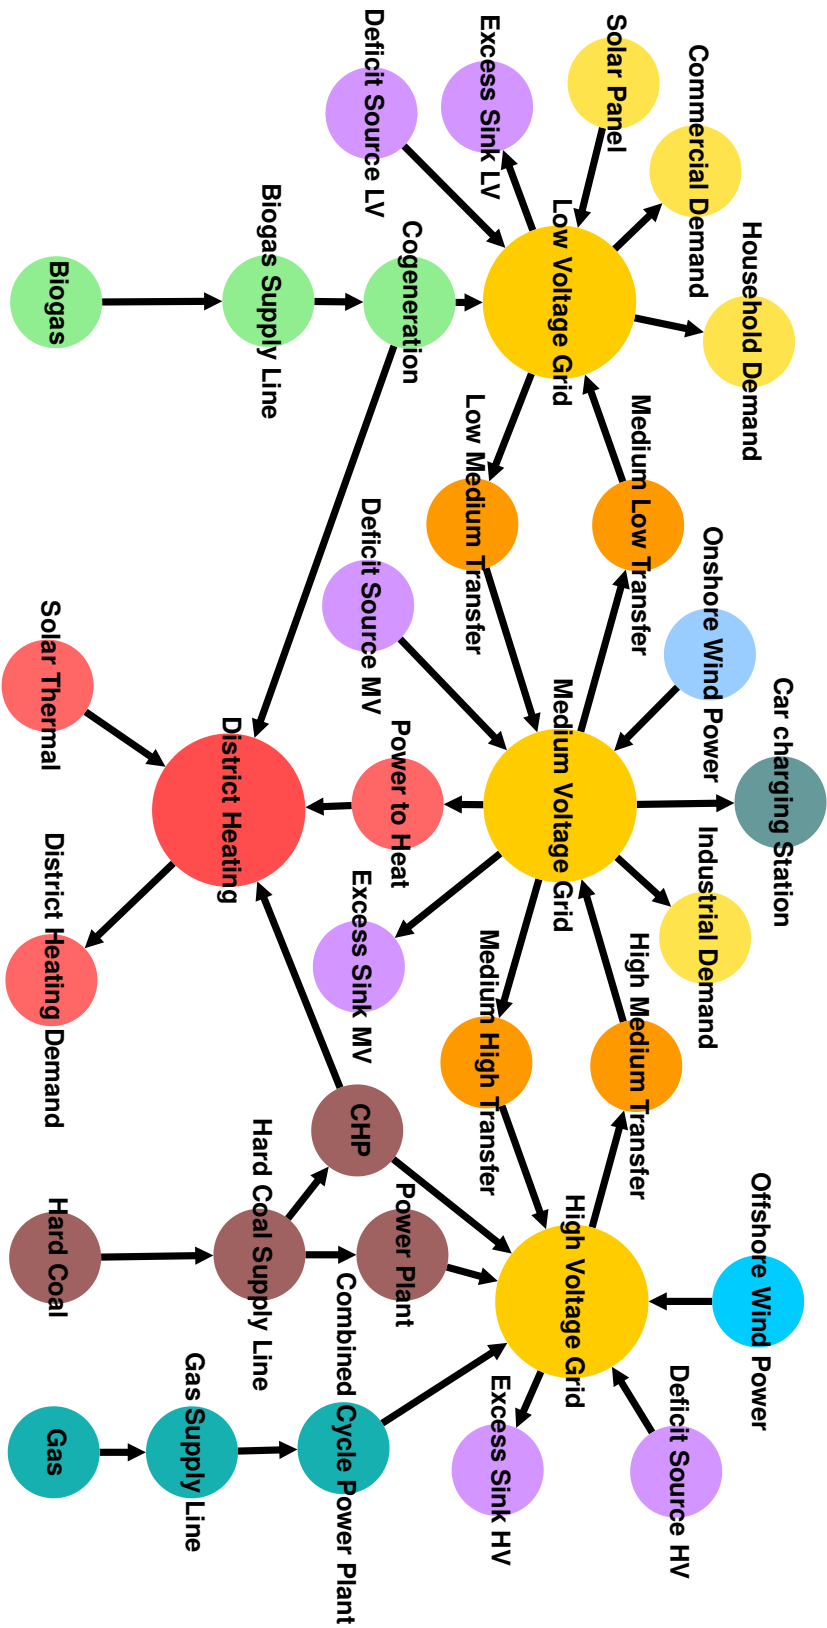 Deficit Source LV
Excess Sink LV
Solar Panel
Commercial Demand
Household Demand
Low Voltage Grid
Cogeneration
Biogas Supply Line
Biogas
Low Medium Transfer
Medium Low Transfer
Deficit Source MV
Onshore Wind Power
Car charging Station
Solar Thermal
District Heating
Power to Heat
Medium Voltage Grid
Industrial Demand
District Heating Demand
Excess Sink MV
Medium High Transfer
High Medium Transfer
CHP
Hard Coal Supply Line
Hard Coal
Power Plant
High Voltage Grid
Offshore Wind Power
Combined Cycle Power Plant
Gas Supply Line
Gas
Excess Sink HV
Deficit Source HV